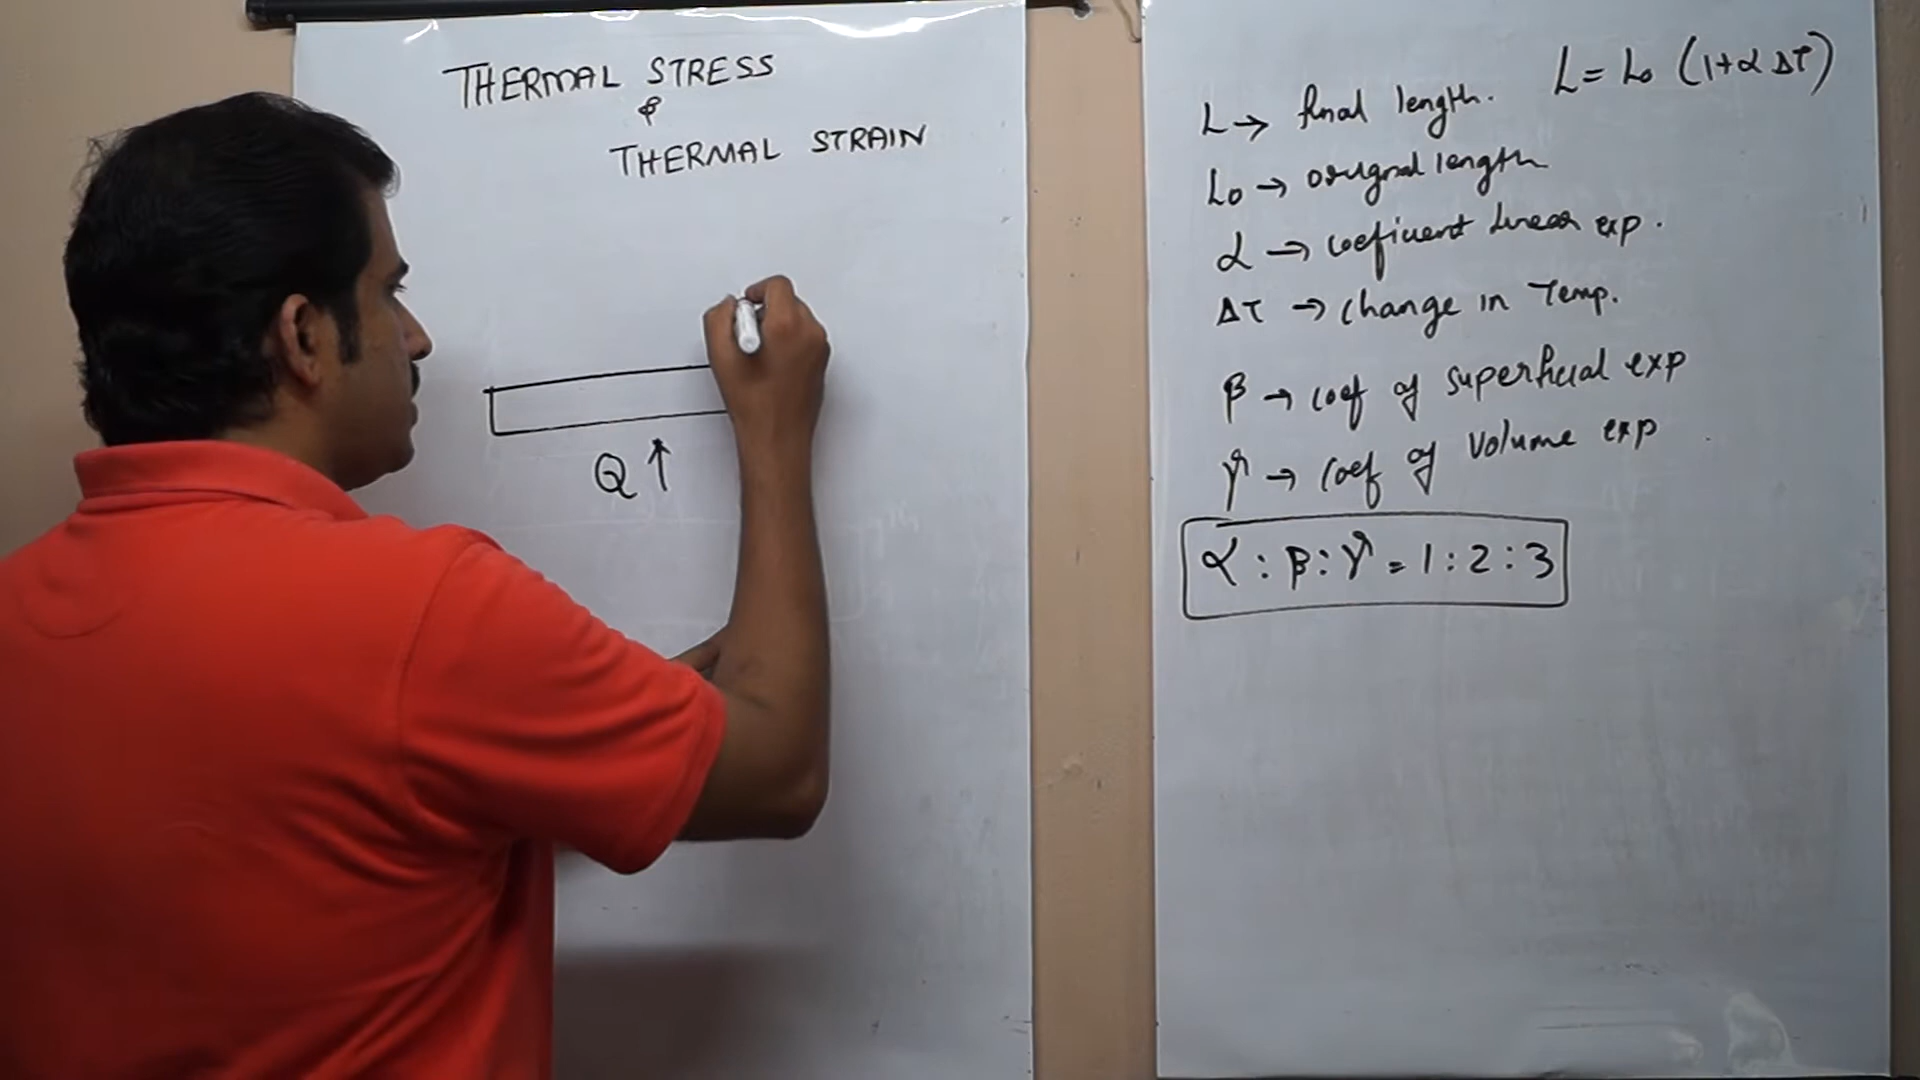 THERMAL STRESS
&
THERMAL STRAIN
Q ↑
L = Lo (1+α ΔT)
L → final length.
Lo → orignal length
α → coeficient linear exp.
ΔT → change in Temp.
β → coef of superficial exp
γ → coef of volume exp
α : β : γ = 1 : 2 : 3